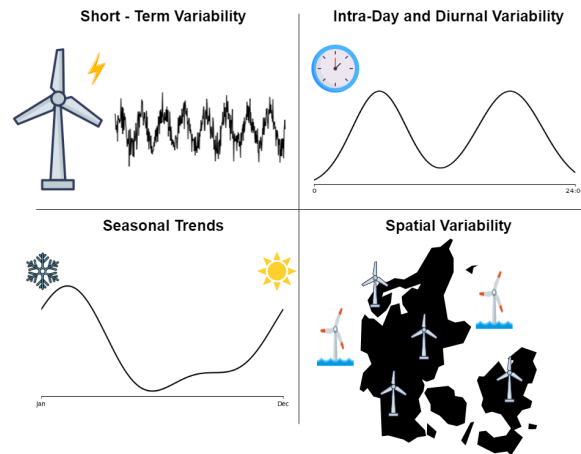 Short - Term Variability
Intra-Day and Diurnal Variability
0
24:0
Seasonal Trends
Spatial Variability
Jan
Dec